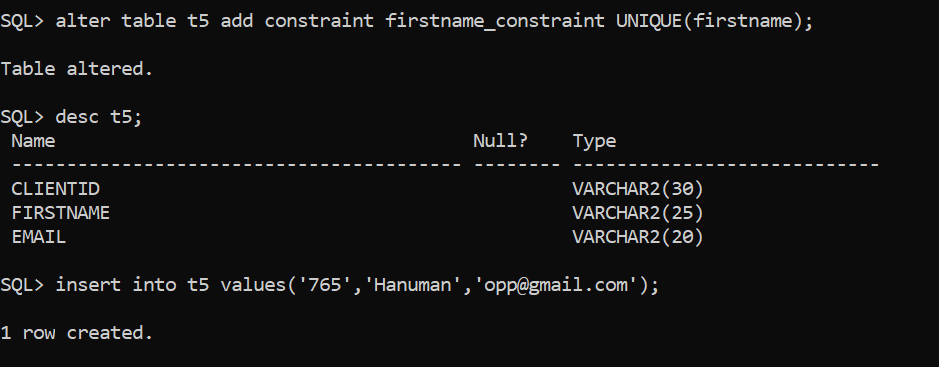 SQL> alter table t5 add constraint firstname_constraint UNIQUE(firstname);
Table altered.
SQL> desc t5;
Name Null? Type
----------------------------------------- -------- ----------------------------
CLIENTID VARCHAR2(30)
FIRSTNAME VARCHAR2(25)
EMAIL VARCHAR2(20)
SQL> insert into t5 values('765','Hanuman','opp@gmail.com');
1 row created.